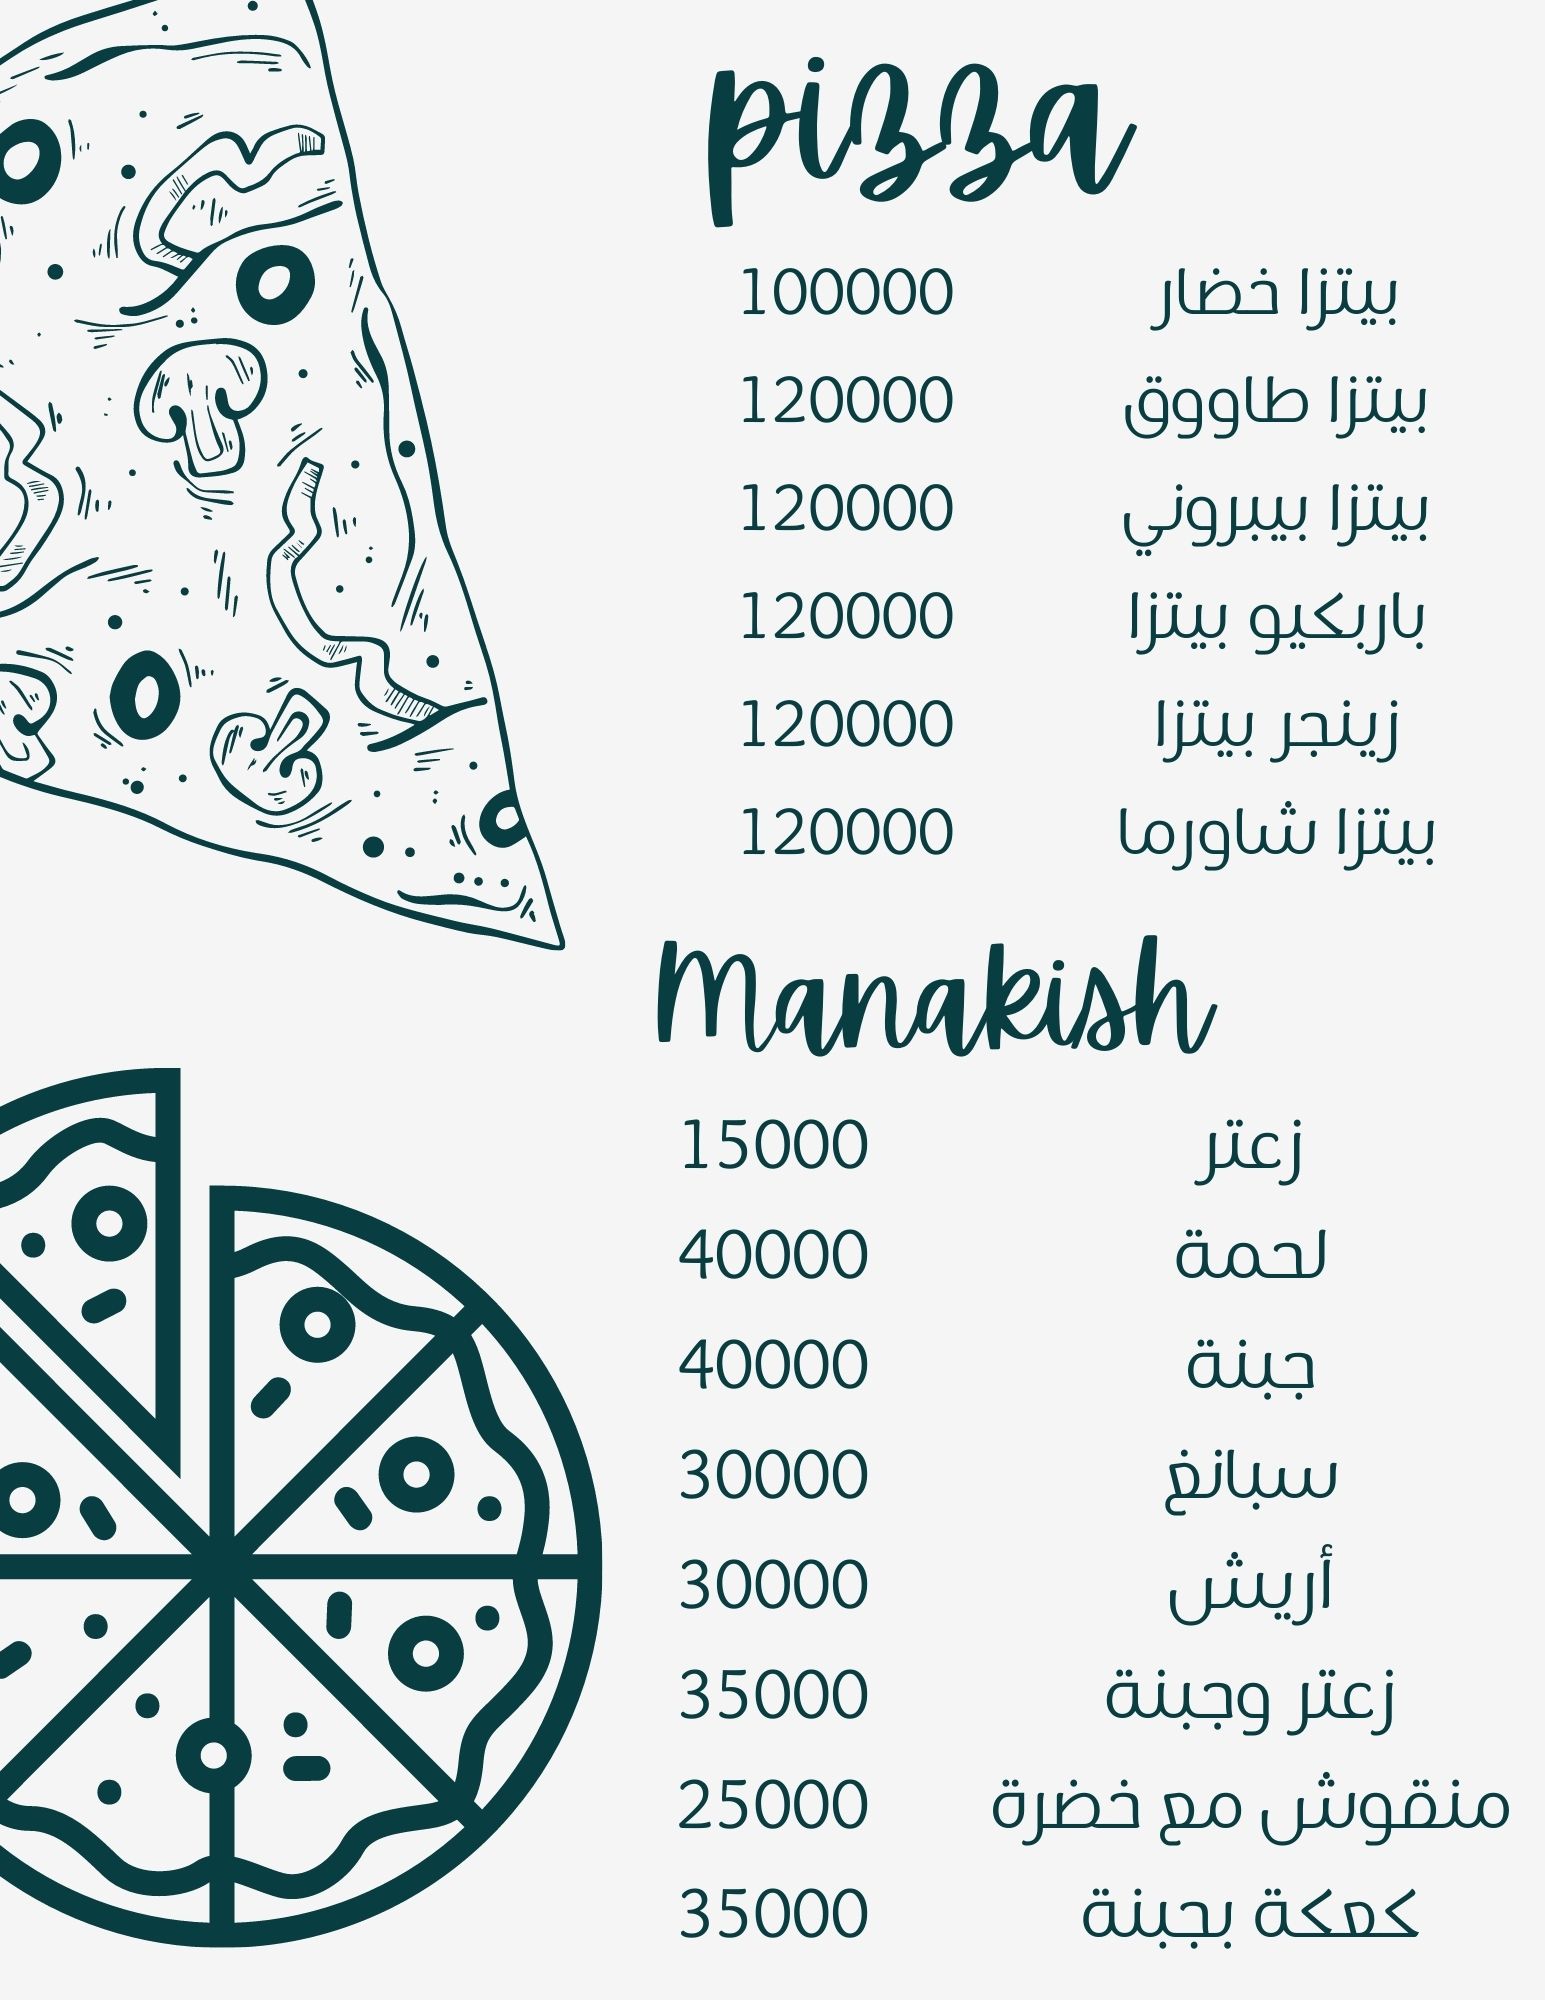 pizza
بيتزا خضار 100000
بيتزا طاووق 120000
بيتزا بيبروني 120000
باربكيو بيتزا 120000
زينجر بيتزا 120000
بيتزا شاورما 120000
Manakish
زعتر 15000
لحمة 40000
جبنة 40000
سبانغ 30000
أريش 30000
زعتر وجبنة 35000
منقوش مع خضرة 25000
كعكة بجبنة 35000